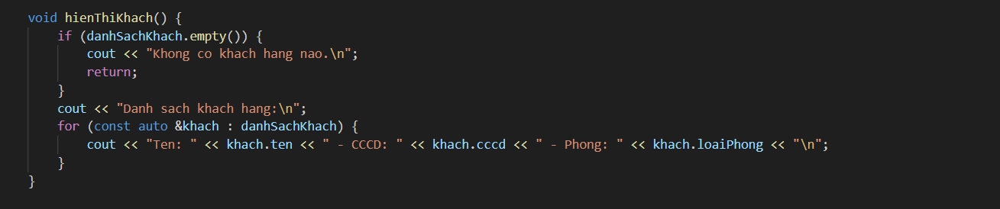 void hienThiKhach() {
    if (danhSachKhach.empty()) {
        cout << "Khong co khach hang nao.\n";
        return;
    }
    cout << "Danh sach khach hang:\n";
    for (const auto &khach : danhSachKhach) {
        cout << "Ten: " << khach.ten << " - CCCD: " << khach.cccd << " - Phong: " << khach.loaiPhong << "\n";
    }
}